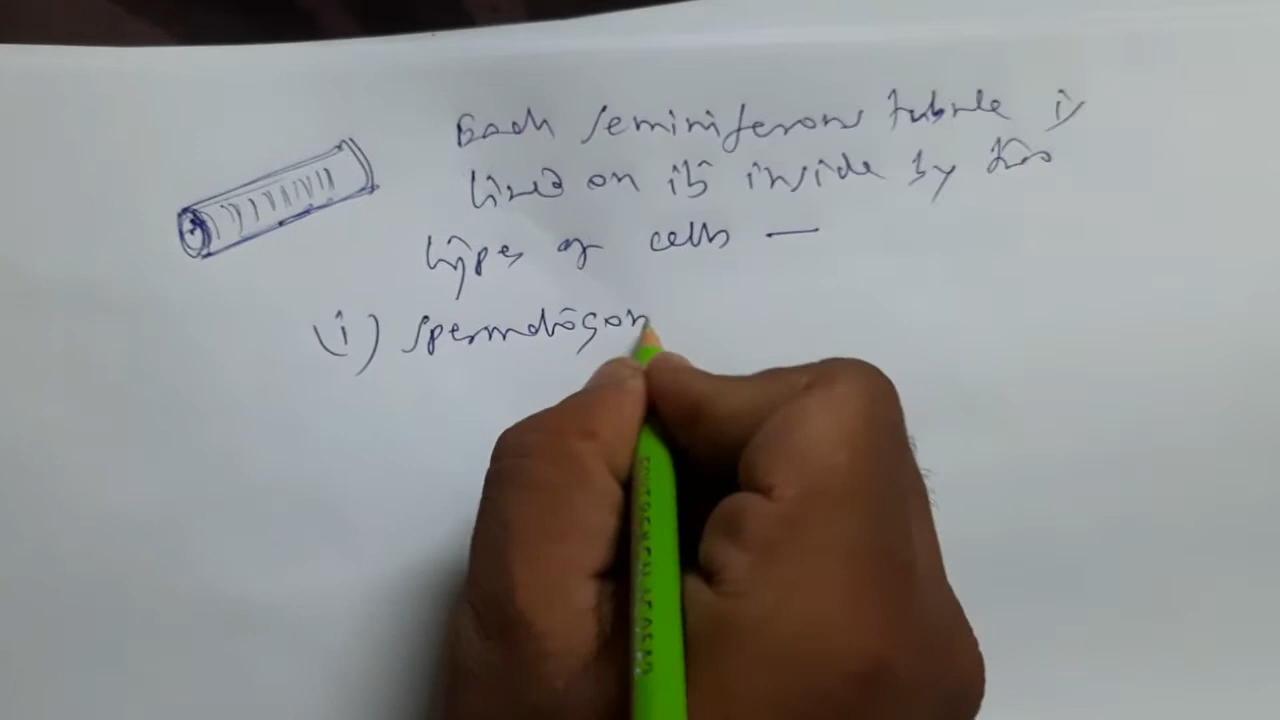 Each seminiferous tubule is
lined on its inside by two
types of cells —
(i) spermatogon